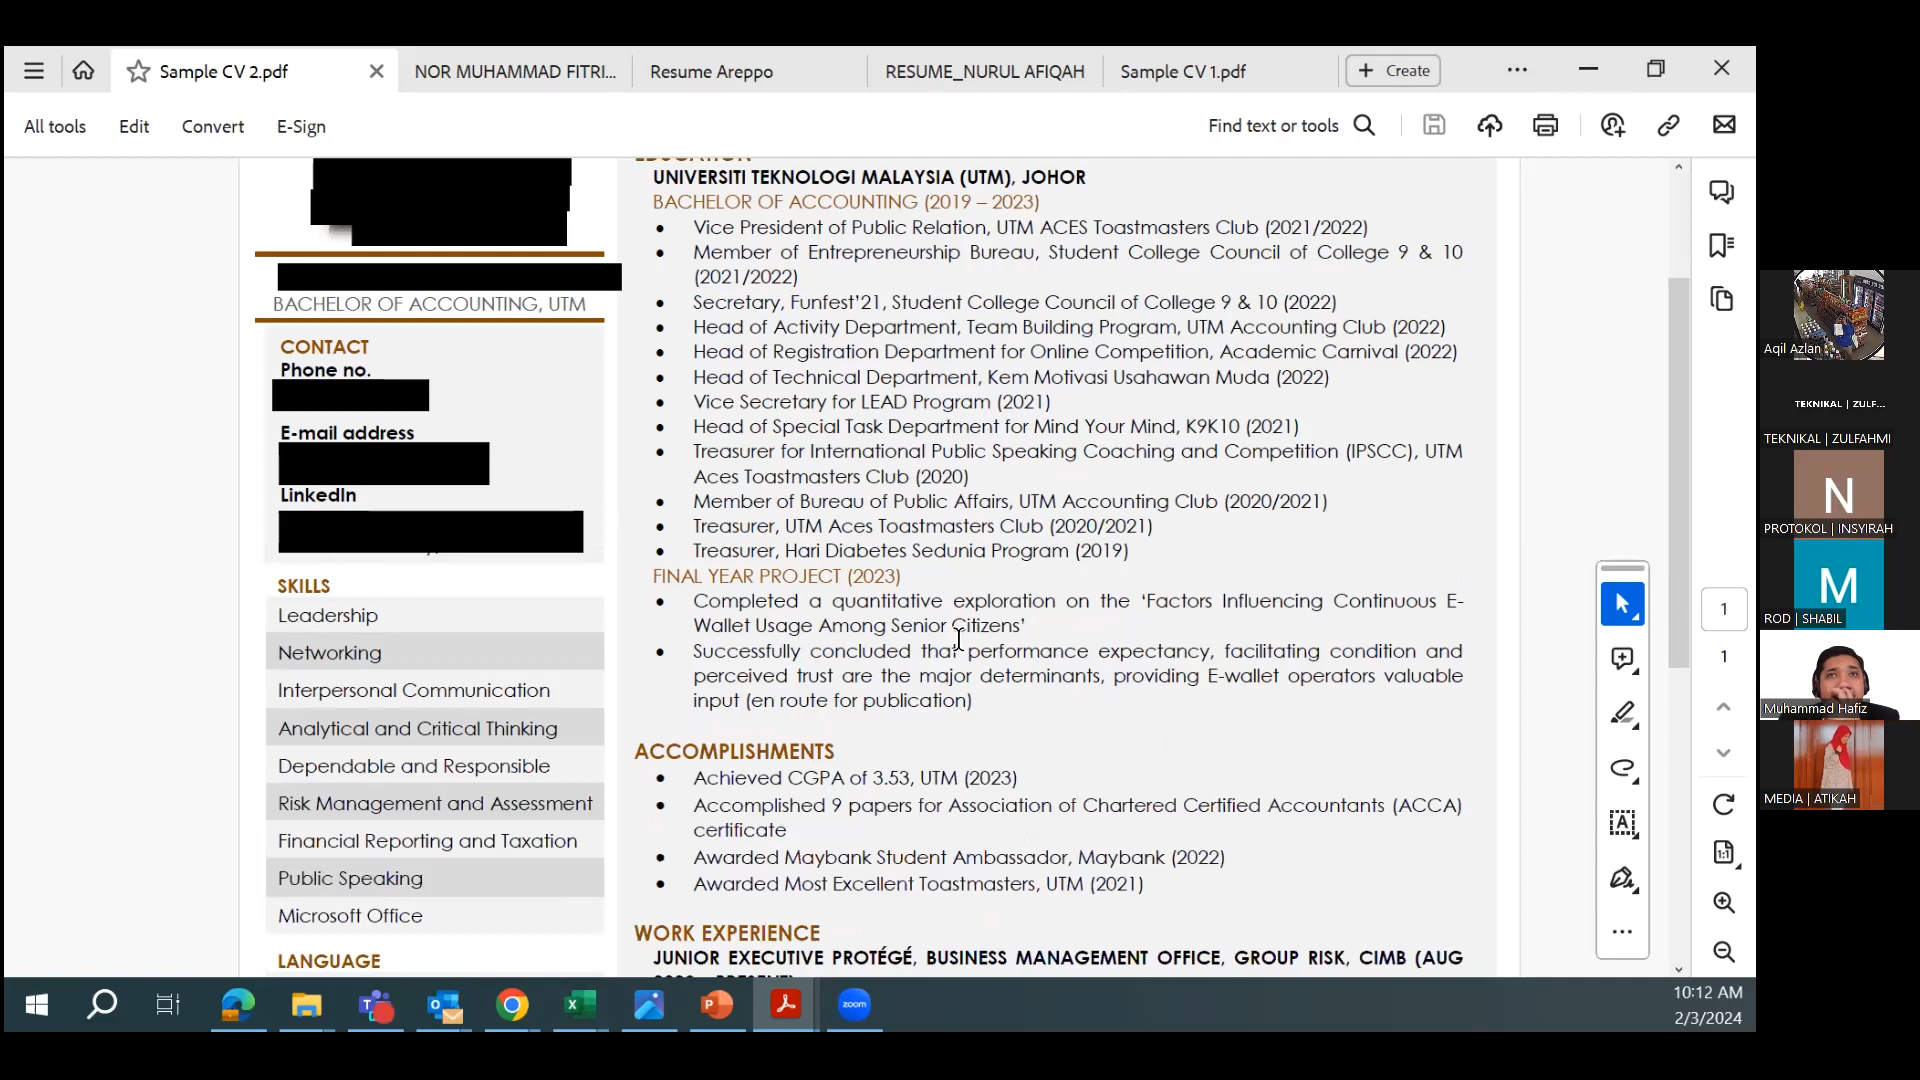 Sample CV 2.pdf
NOR MUHAMMAD FITRI...
Resume Areppo
RESUME_NURUL AFIQAH
Sample CV 1.pdf
Create
All tools
Edit
Convert
E-Sign
Find text or tools
BACHELOR OF ACCOUNTING, UTM
CONTACT
Phone no.
E-mail address
LinkedIn
SKILLS
Leadership
Networking
Interpersonal Communication
Analytical and Critical Thinking
Dependable and Responsible
Risk Management and Assessment
Financial Reporting and Taxation
Public Speaking
Microsoft Office
LANGUAGE
EDUCATION
UNIVERSITI TEKNOLOGI MALAYSIA (UTM), JOHOR
BACHELOR OF ACCOUNTING (2019 – 2023)
• Vice President of Public Relation, UTM ACES Toastmasters Club (2021/2022)
• Member of Entrepreneurship Bureau, Student College Council of College 9 & 10
(2021/2022)
• Secretary, Funfest’21, Student College Council of College 9 & 10 (2022)
• Head of Activity Department, Team Building Program, UTM Accounting Club (2022)
• Head of Registration Department for Online Competition, Academic Carnival (2022)
• Head of Technical Department, Kem Motivasi Usahawan Muda (2022)
• Vice Secretary for LEAD Program (2021)
• Head of Special Task Department for Mind Your Mind, K9K10 (2021)
• Treasurer for International Public Speaking Coaching and Competition (IPSCC), UTM
Aces Toastmasters Club (2020)
• Member of Bureau of Public Affairs, UTM Accounting Club (2020/2021)
• Treasurer, UTM Aces Toastmasters Club (2020/2021)
• Treasurer, Hari Diabetes Sedunia Program (2019)
FINAL YEAR PROJECT (2023)
• Completed a quantitative exploration on the ‘Factors Influencing Continuous E-
Wallet Usage Among Senior Citizens’
• Successfully concluded that performance expectancy, facilitating condition and
perceived trust are the major determinants, providing E-wallet operators valuable
input (en route for publication)
ACCOMPLISHMENTS
• Achieved CGPA of 3.53, UTM (2023)
• Accomplished 9 papers for Association of Chartered Certified Accountants (ACCA)
certificate
• Awarded Maybank Student Ambassador, Maybank (2022)
• Awarded Most Excellent Toastmasters, UTM (2021)
WORK EXPERIENCE
JUNIOR EXECUTIVE PROTÉGÉ, BUSINESS MANAGEMENT OFFICE, GROUP RISK, CIMB (AUG
1
1
1:1
zoom
10:12 AM
2/3/2024
Aqil Azlan
TEKNIKAL | ZULF...
TEKNIKAL | ZULFAHMI
N
PROTOKOL | INSYIRAH
M
ROD | SHABIL
Muhammad Hafiz
MEDIA | ATIKAH